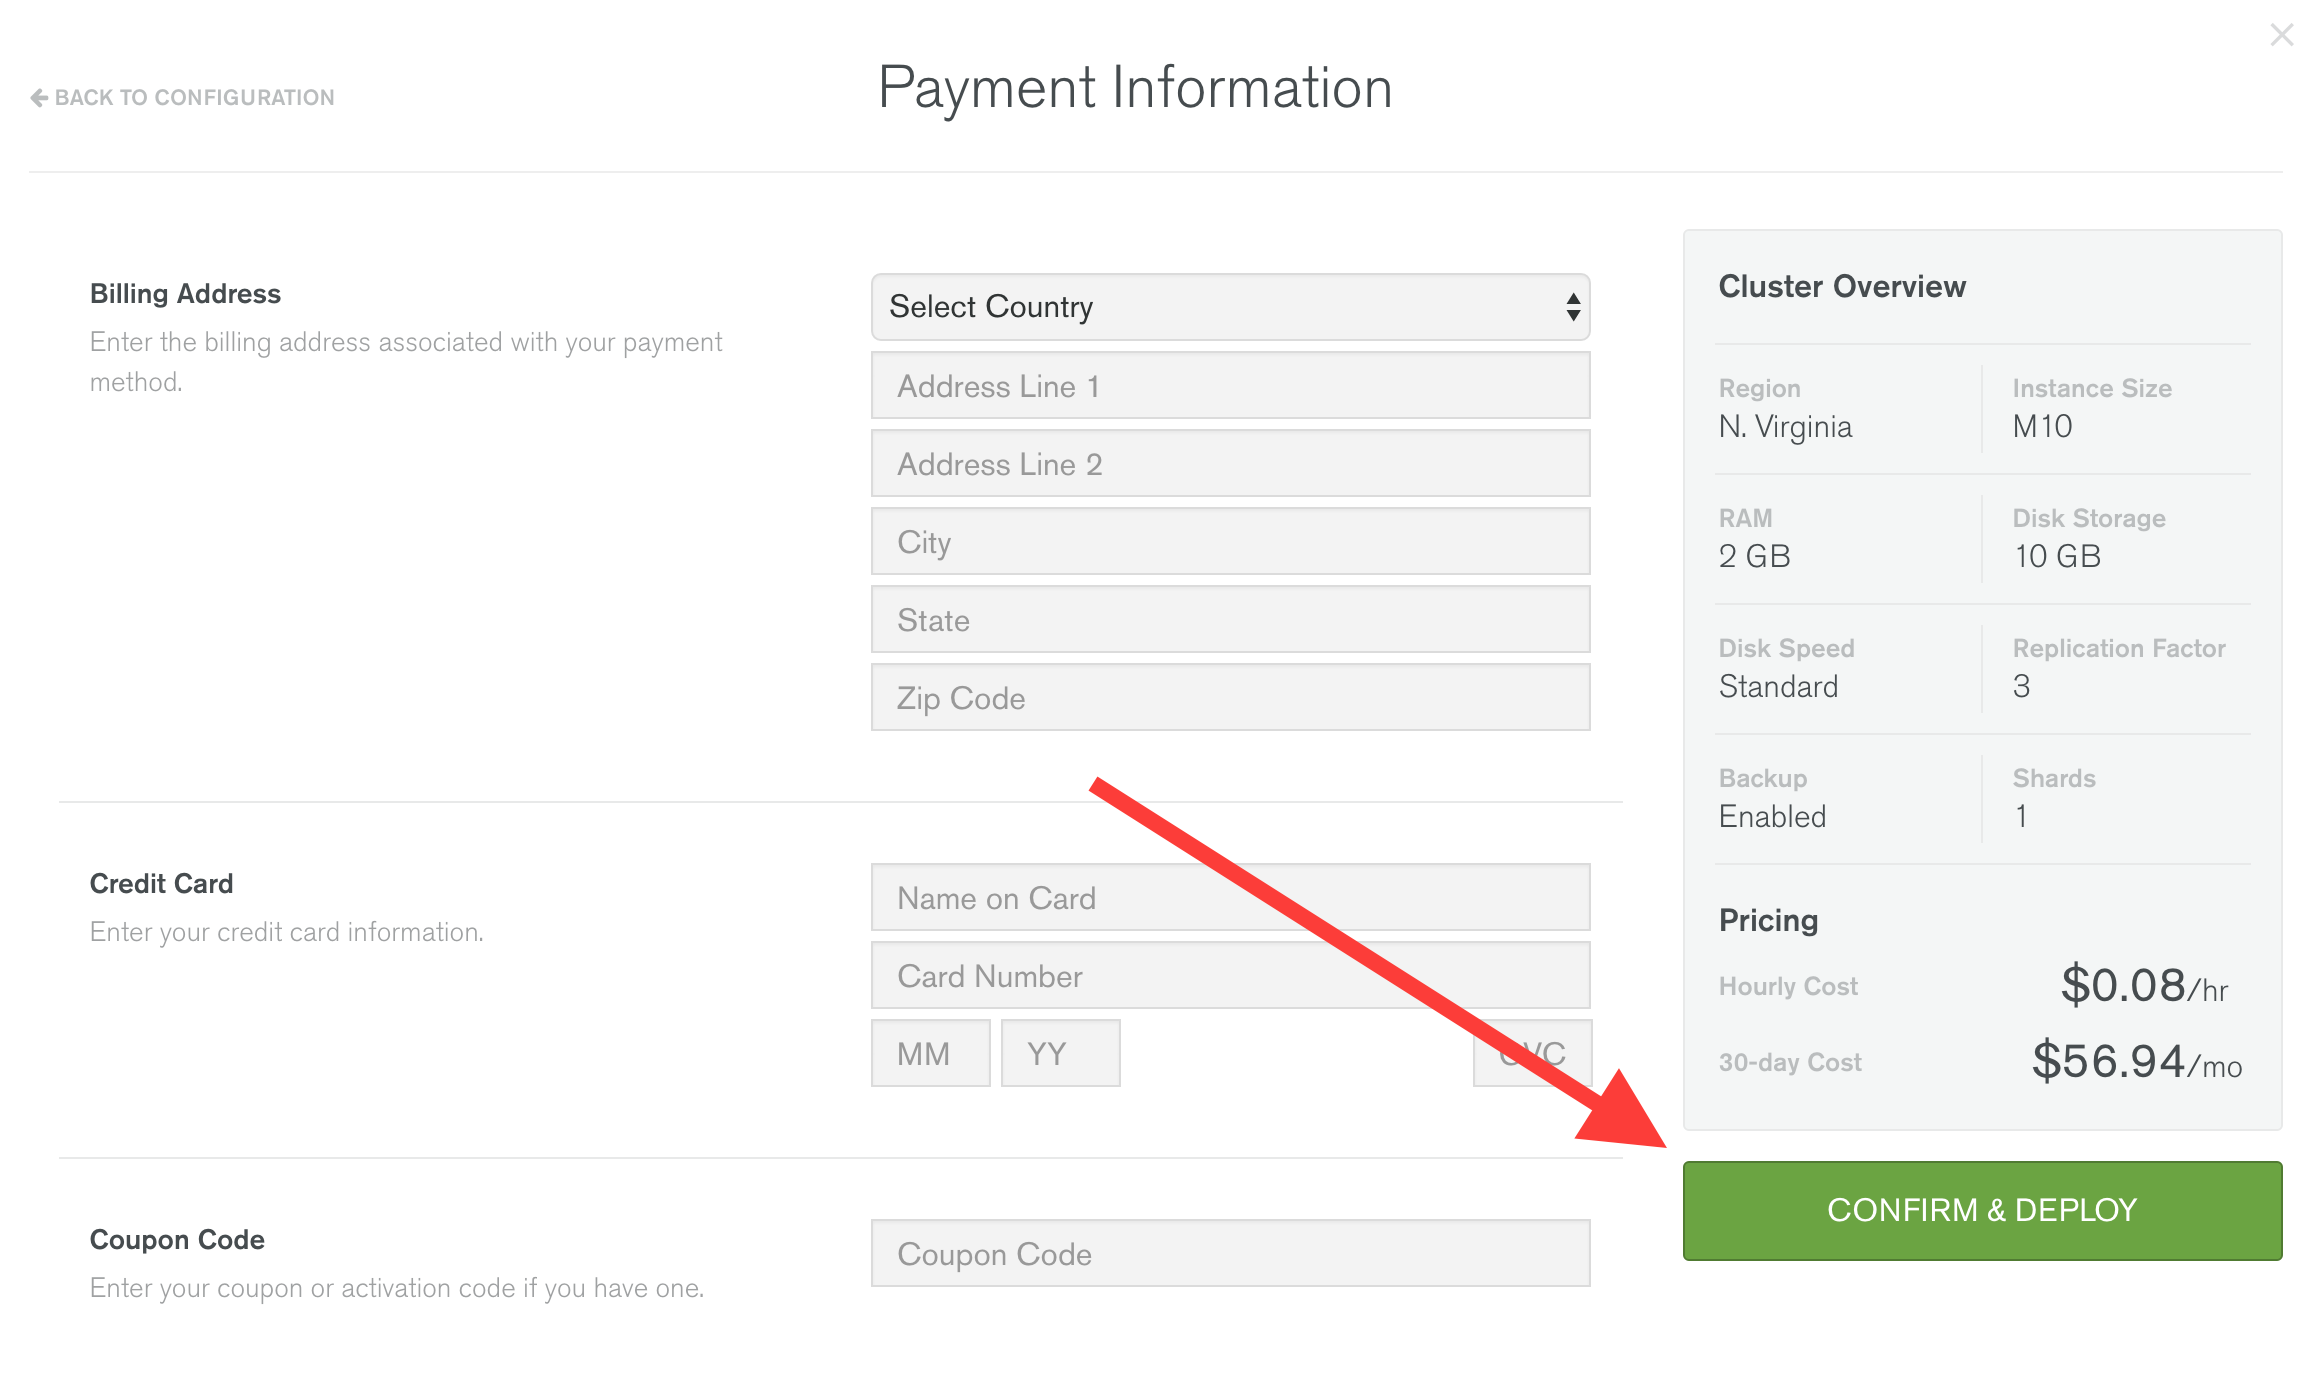 BACK TO CONFIGURATION
Payment Information
Billing Address
Enter the billing address associated with your payment
method.
Select Country
Address Line 1
Address Line 2
City
State
Zip Code
Credit Card
Enter your credit card information.
Name on Card
Card Number
MM YY CVC
Coupon Code
Enter your coupon or activation code if you have one.
Coupon Code
Cluster Overview
Region
N. Virginia
Instance Size
M10
RAM
2 GB
Disk Storage
10 GB
Disk Speed
Standard
Replication Factor
3
Backup
Enabled
Shards
1
Pricing
Hourly Cost $0.08/hr
30-day Cost $56.94/mo
CONFIRM & DEPLOY